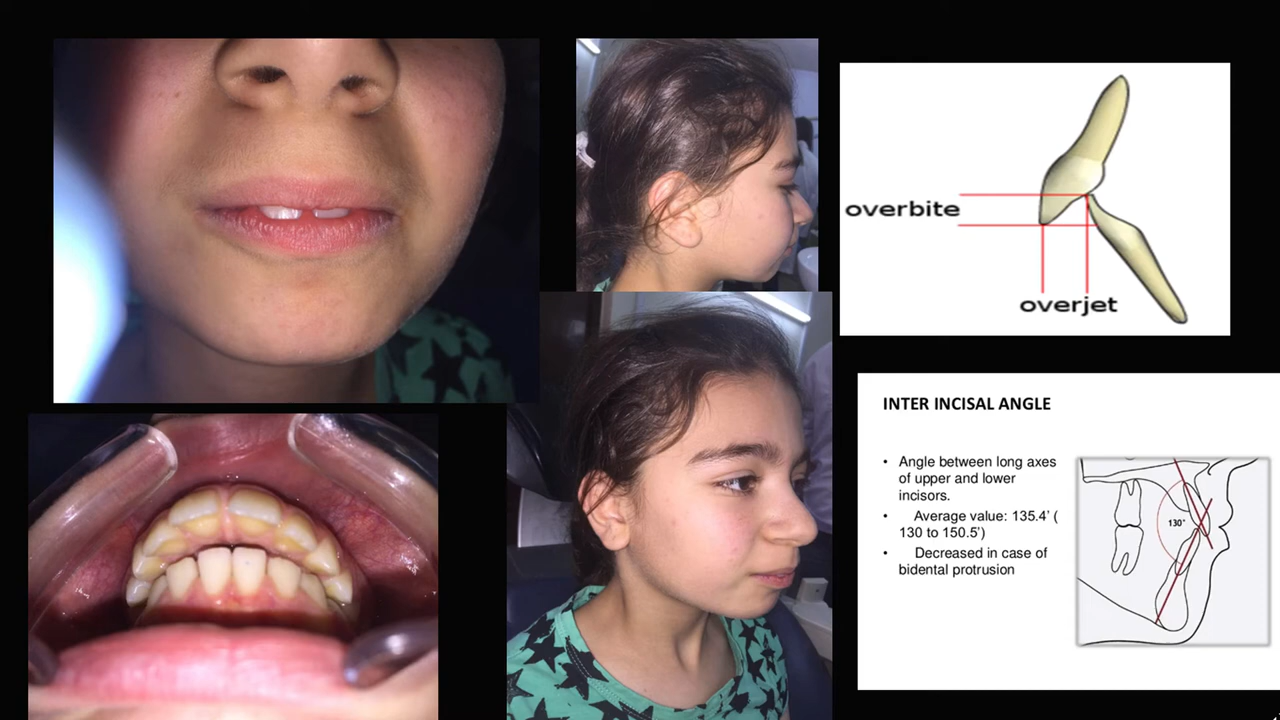 overbite
overjet
INTER INCISAL ANGLE
• Angle between long axes
of upper and lower
incisors.
• Average value: 135.4’ (
130 to 150.5’)
• Decreased in case of
bidental protrusion
130°